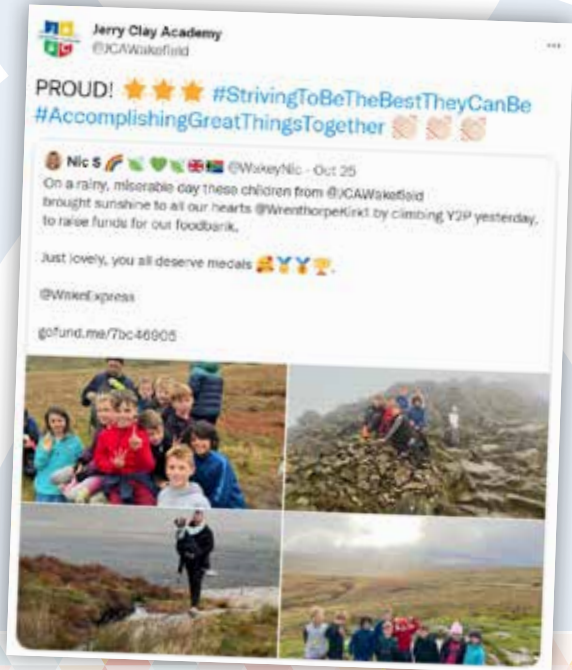 Jerry Clay Academy
@JCAWakefield
PROUD! ⭐⭐⭐ #StrivingToBeTheBestTheyCanBe
#AccomplishingGreatThingsTogether 👏🏻👏🏻👏🏻
Nic S 🌈🍃💚🍃🇬🇧🇿🇦 @WakeyNic - Oct 25
On a rainy, miserable day these children from @JCAWakefield
brought sunshine to all our hearts @WrenthorpeKirk1 by climbing Y2P yesterday,
to raise funds for our foodbank.
Just lovely, you all deserve medals 🥰🏅🏅🏆.
@WakeExpress
gofund.me/7bc46905